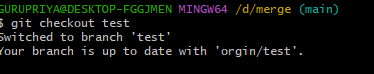 GURUPRIYA@DESKTOP-FGGJMEN MINGW64 /d/merge (main)
$ git checkout test
Switched to branch 'test'
Your branch is up to date with 'orgin/test'.